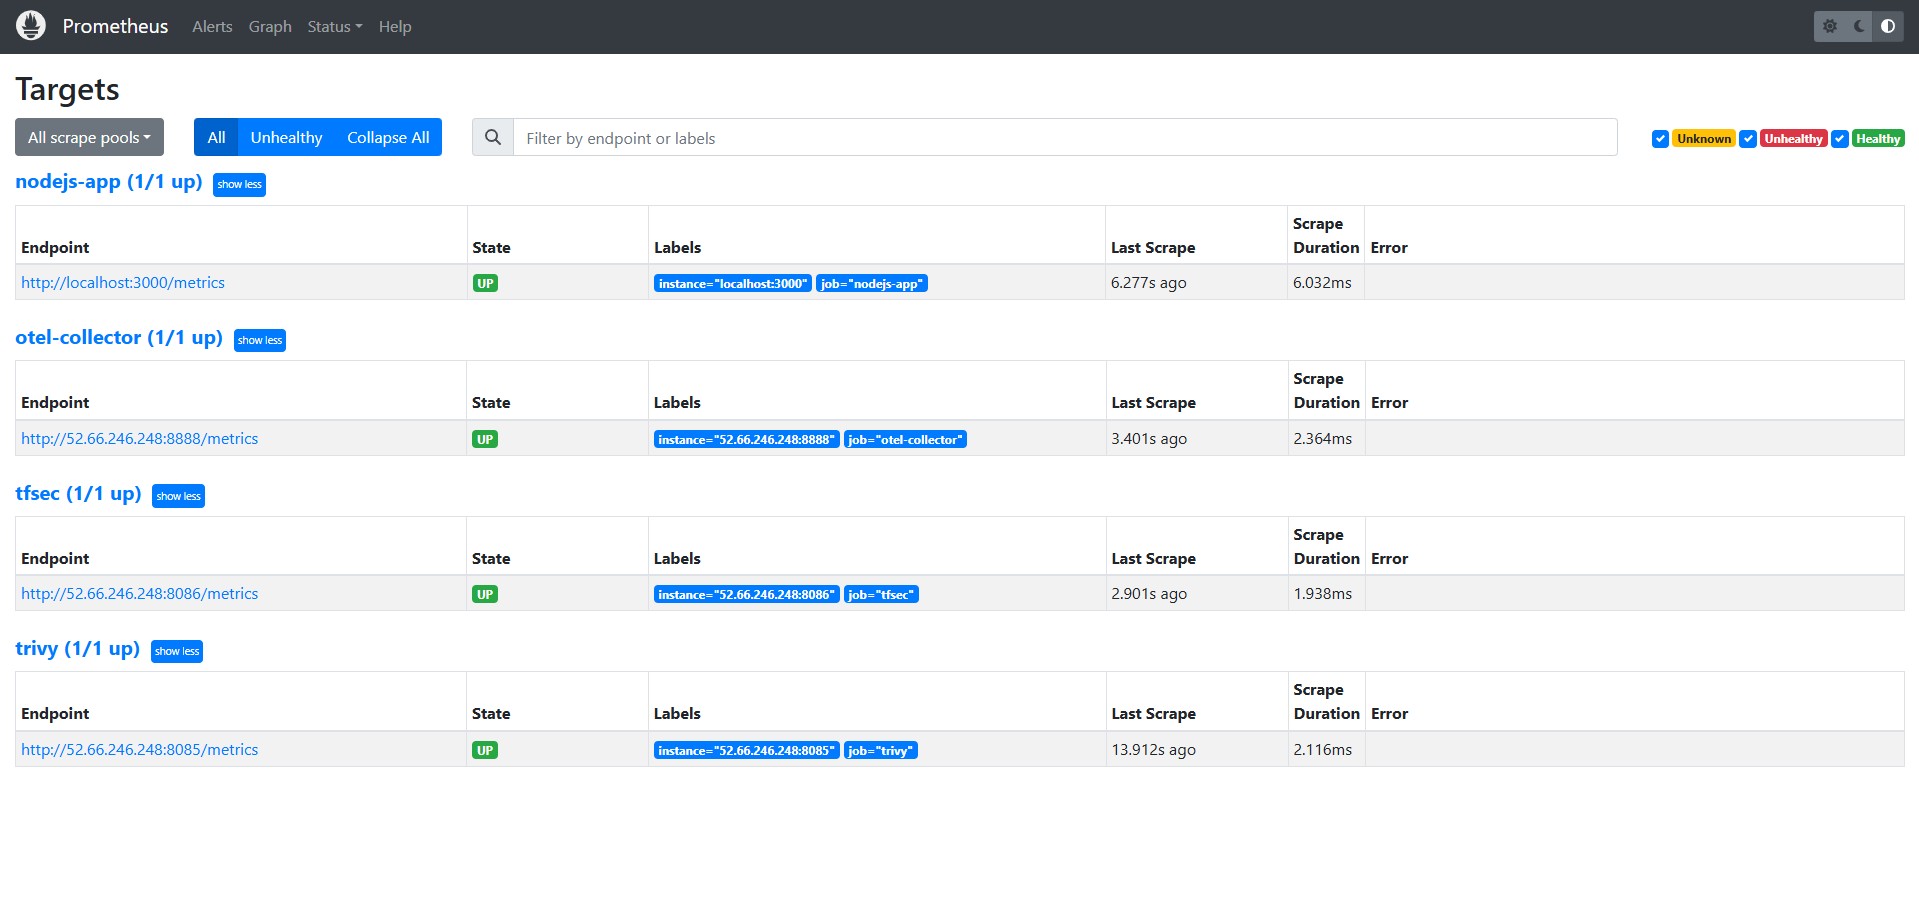 Prometheus Alerts Graph Status Help
Targets
All scrape pools All Unhealthy Collapse All Filter by endpoint or labels Unknown Unhealthy Healthy
nodejs-app (1/1 up) show less
Endpoint State Labels Last Scrape Scrape Duration Error
http://localhost:3000/metrics UP instance="localhost:3000" job="nodejs-app" 6.277s ago 6.032ms
otel-collector (1/1 up) show less
Endpoint State Labels Last Scrape Scrape Duration Error
http://52.66.246.248:8888/metrics UP instance="52.66.246.248:8888" job="otel-collector" 3.401s ago 2.364ms
tfsec (1/1 up) show less
Endpoint State Labels Last Scrape Scrape Duration Error
http://52.66.246.248:8086/metrics UP instance="52.66.246.248:8086" job="tfsec" 2.901s ago 1.938ms
trivy (1/1 up) show less
Endpoint State Labels Last Scrape Scrape Duration Error
http://52.66.246.248:8085/metrics UP instance="52.66.246.248:8085" job="trivy" 13.912s ago 2.116ms